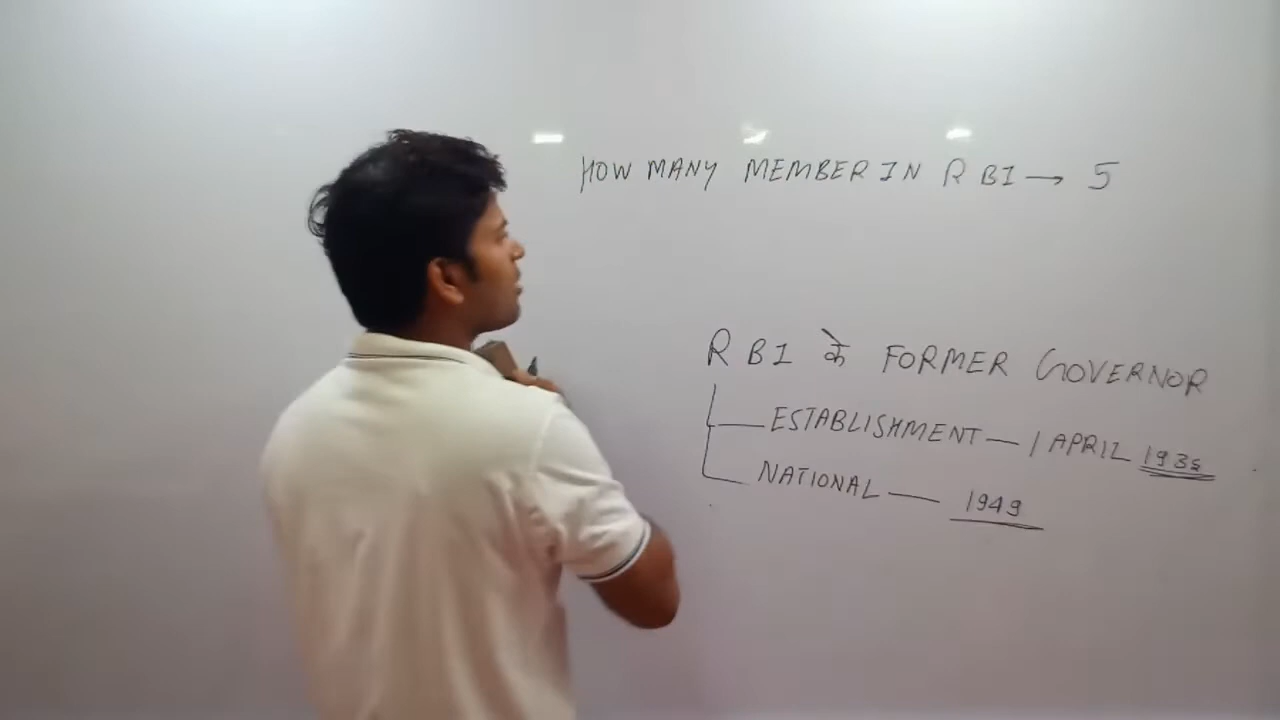 HOW MANY MEMBER IN RBI → 5
RBI के FORMER GOVERNOR
ESTABLISHMENT — 1 APRIL 1935
NATIONAL — 1949